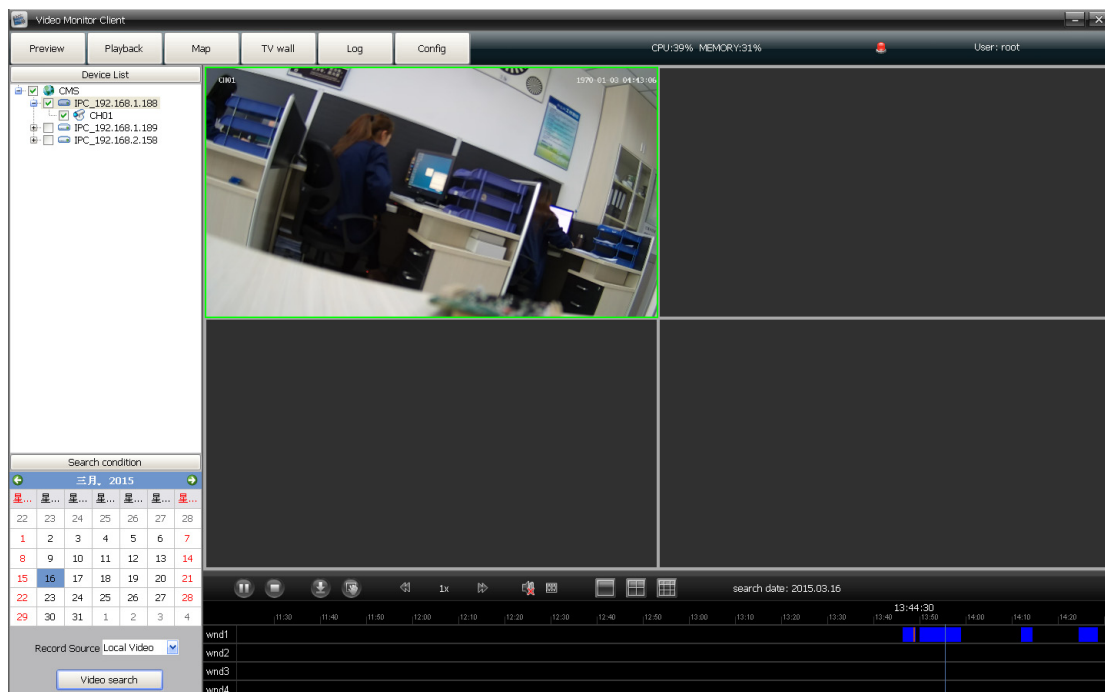 Video Monitor Client
Preview Playback Map TV wall Log Config CPU:39% MEMORY:31% User: root
Device List
CMS
IPC_192.168.1.188
CH01
IPC_192.168.1.189
IPC_192.168.2.158
CH01 1970-01-03 04:43:06
Search condition
三月, 2015
星... 星... 星... 星... 星... 星... 星...
22 23 24 25 26 27 28
1 2 3 4 5 6 7
8 9 10 11 12 13 14
15 16 17 18 19 20 21
22 23 24 25 26 27 28
29 30 31 1 2 3 4
Record Source Local Video
Video search
1x search date: 2015.03.16
13:44:30
11:30 11:40 11:50 12:00 12:10 12:20 12:30 12:40 12:50 13:00 13:10 13:20 13:30 13:40 13:50 14:00 14:10 14:20
wnd1
wnd2
wnd3
wnd4